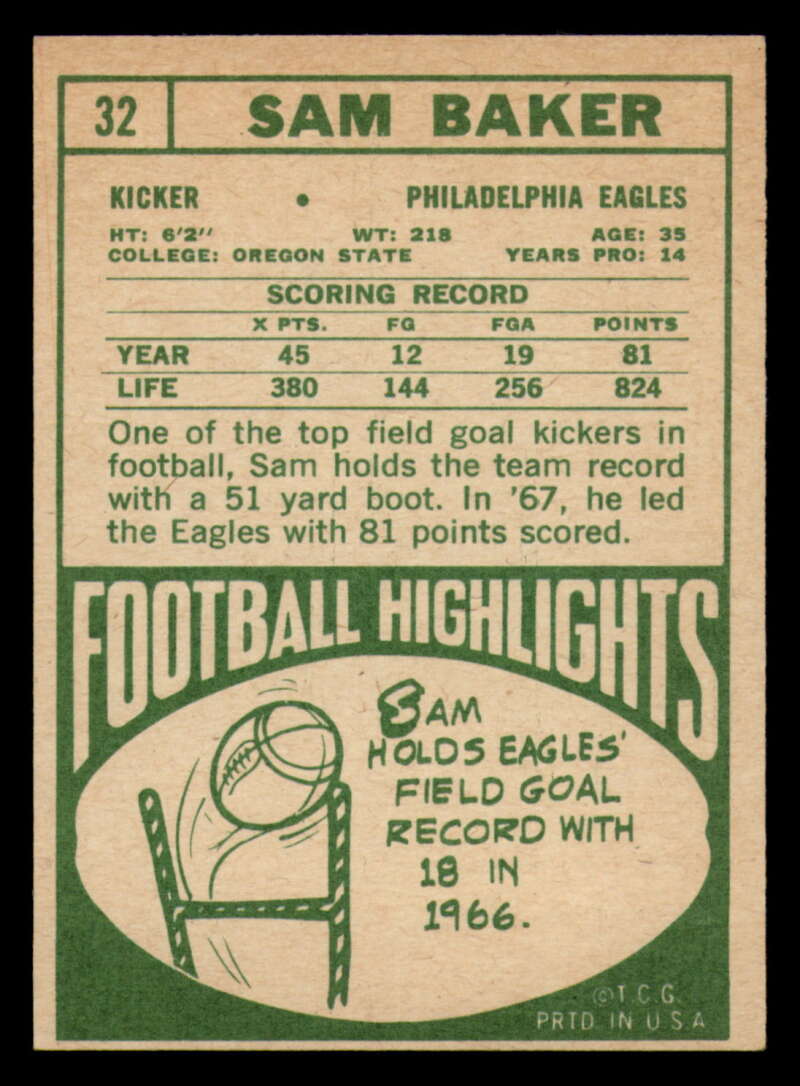 32 SAM BAKER
KICKER • PHILADELPHIA EAGLES
HT: 6'2" WT: 218 AGE: 35
COLLEGE: OREGON STATE YEARS PRO: 14
SCORING RECORD
X PTS. FG FGA POINTS
YEAR 45 12 19 81
LIFE 380 144 256 824
One of the top field goal kickers in
football, Sam holds the team record
with a 51 yard boot. In '67, he led
the Eagles with 81 points scored.
FOOTBALL HIGHLIGHTS
SAM
HOLDS EAGLES'
FIELD GOAL
RECORD WITH
18 IN
1966.
© T.C.G.
PRTD IN U S A